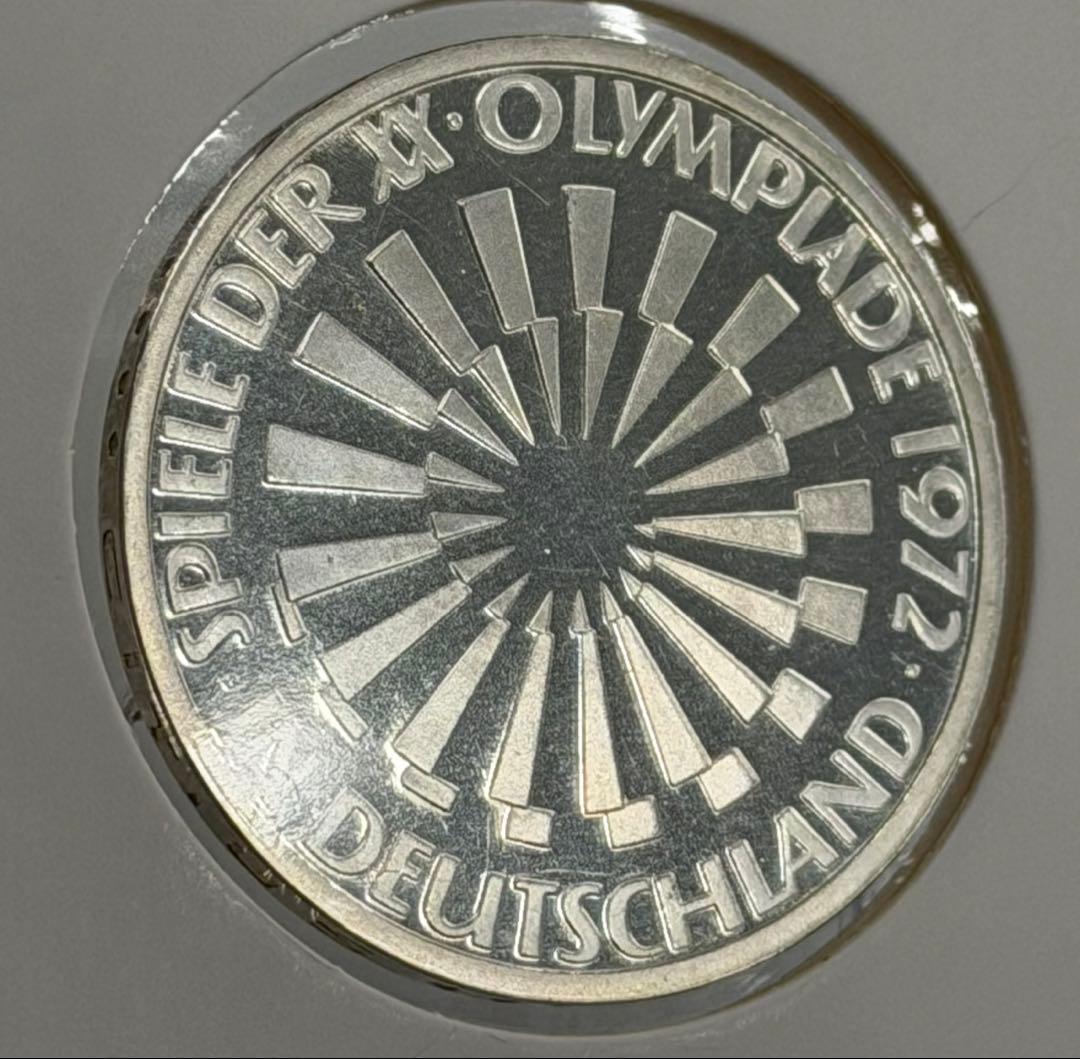 SPIELE DER XX · OLYMPIADE 1972 · DEUTSCHLAND